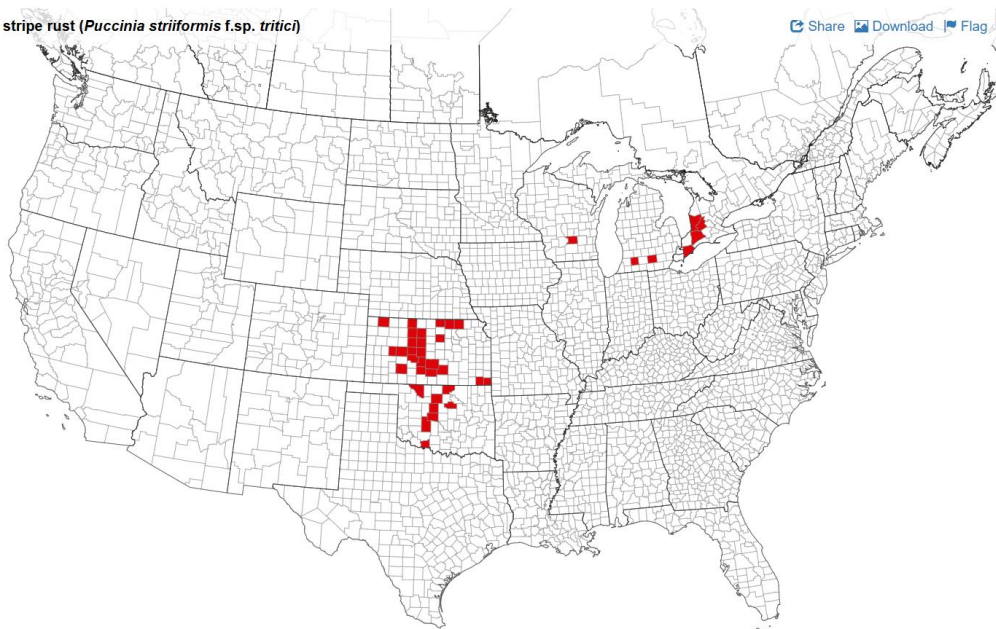 stripe rust (Puccinia striiformis f.sp. tritici)
Share Download Flag